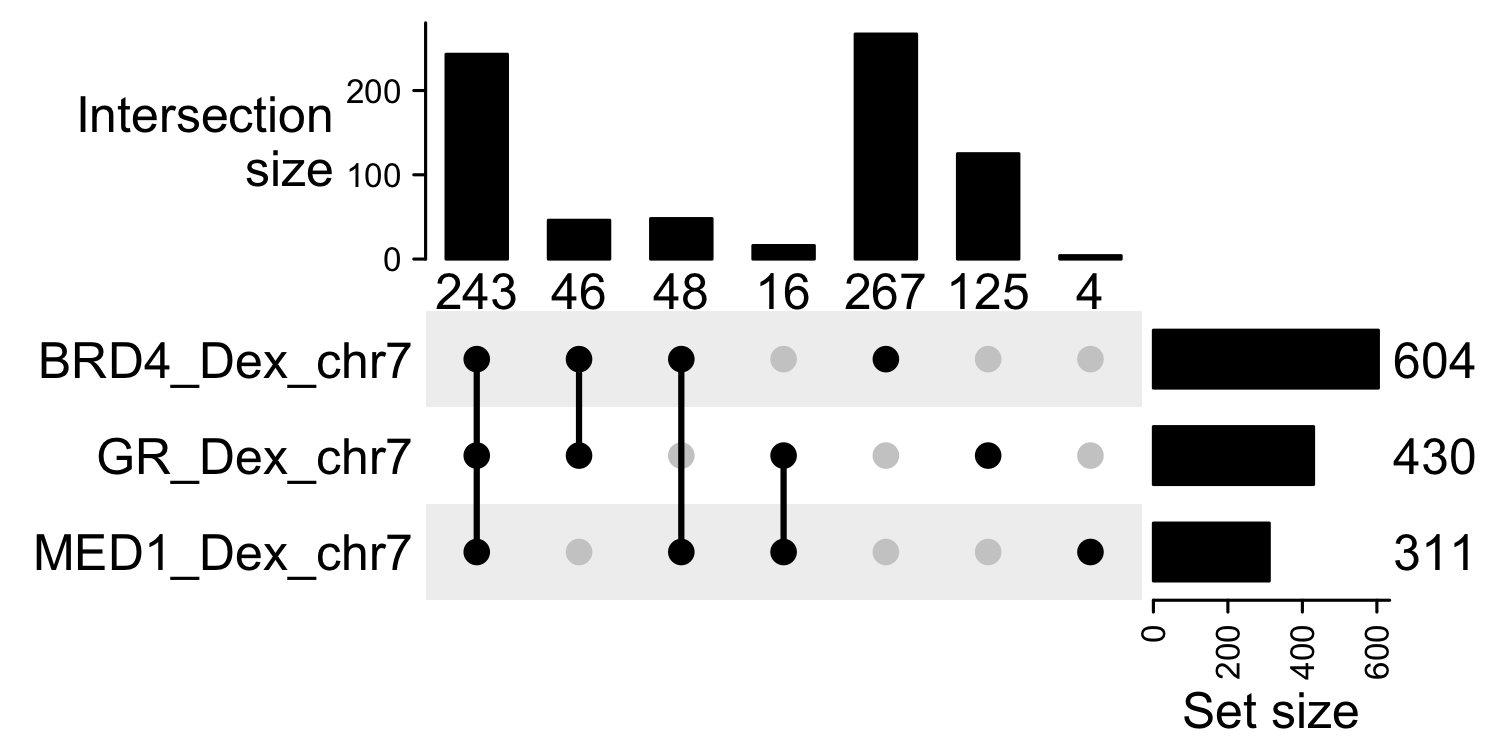 Intersection
size
200
100
0
243 46 48 16 267 125 4
BRD4_Dex_chr7 604
GR_Dex_chr7 430
MED1_Dex_chr7 311
0 200 400 600
Set size